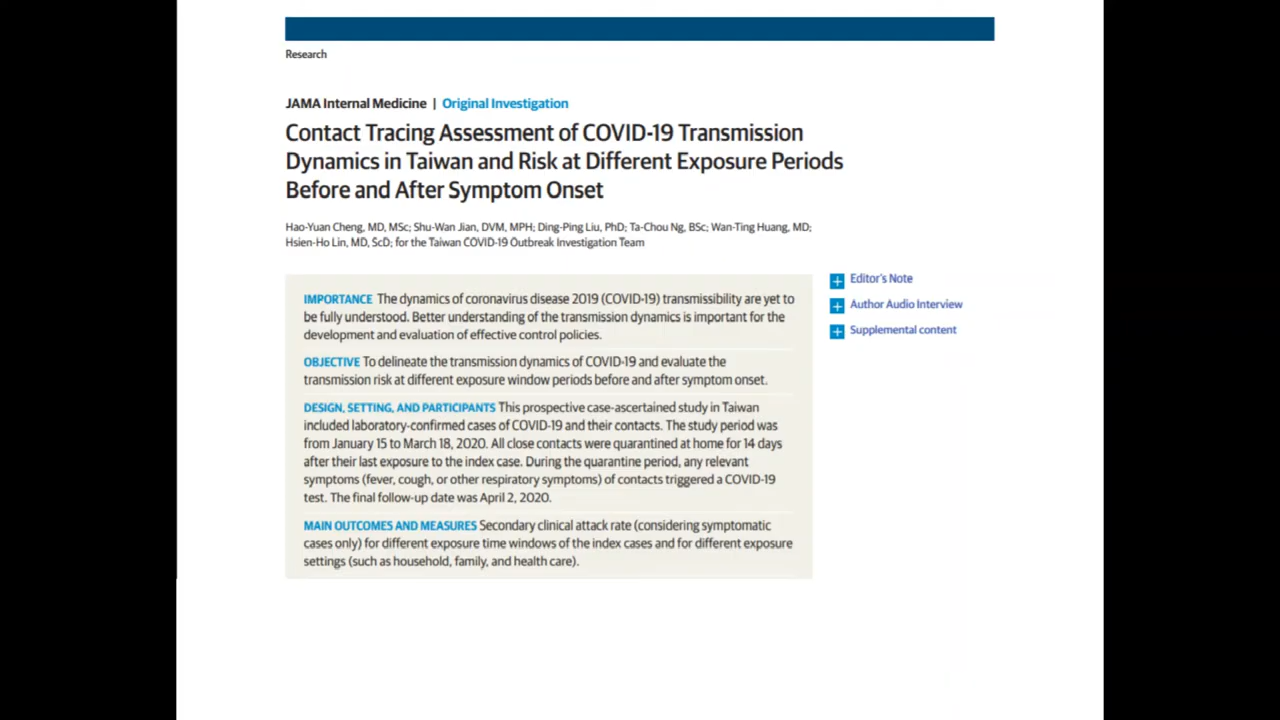 Research
JAMA Internal Medicine | Original Investigation
Contact Tracing Assessment of COVID-19 Transmission
Dynamics in Taiwan and Risk at Different Exposure Periods
Before and After Symptom Onset
Hao-Yuan Cheng, MD, MSc; Shu-Wan Jian, DVM, MPH; Ding-Ping Liu, PhD; Ta-Chou Ng, BSc; Wan-Ting Huang, MD;
Hsien-Ho Lin, MD, ScD; for the Taiwan COVID-19 Outbreak Investigation Team
IMPORTANCE The dynamics of coronavirus disease 2019 (COVID-19) transmissibility are yet to
be fully understood. Better understanding of the transmission dynamics is important for the
development and evaluation of effective control policies.
OBJECTIVE To delineate the transmission dynamics of COVID-19 and evaluate the
transmission risk at different exposure window periods before and after symptom onset.
DESIGN, SETTING, AND PARTICIPANTS This prospective case-ascertained study in Taiwan
included laboratory-confirmed cases of COVID-19 and their contacts. The study period was
from January 15 to March 18, 2020. All close contacts were quarantined at home for 14 days
after their last exposure to the index case. During the quarantine period, any relevant
symptoms (fever, cough, or other respiratory symptoms) of contacts triggered a COVID-19
test. The final follow-up date was April 2, 2020.
MAIN OUTCOMES AND MEASURES Secondary clinical attack rate (considering symptomatic
cases only) for different exposure time windows of the index cases and for different exposure
settings (such as household, family, and health care).
Editor's Note
Author Audio Interview
Supplemental content